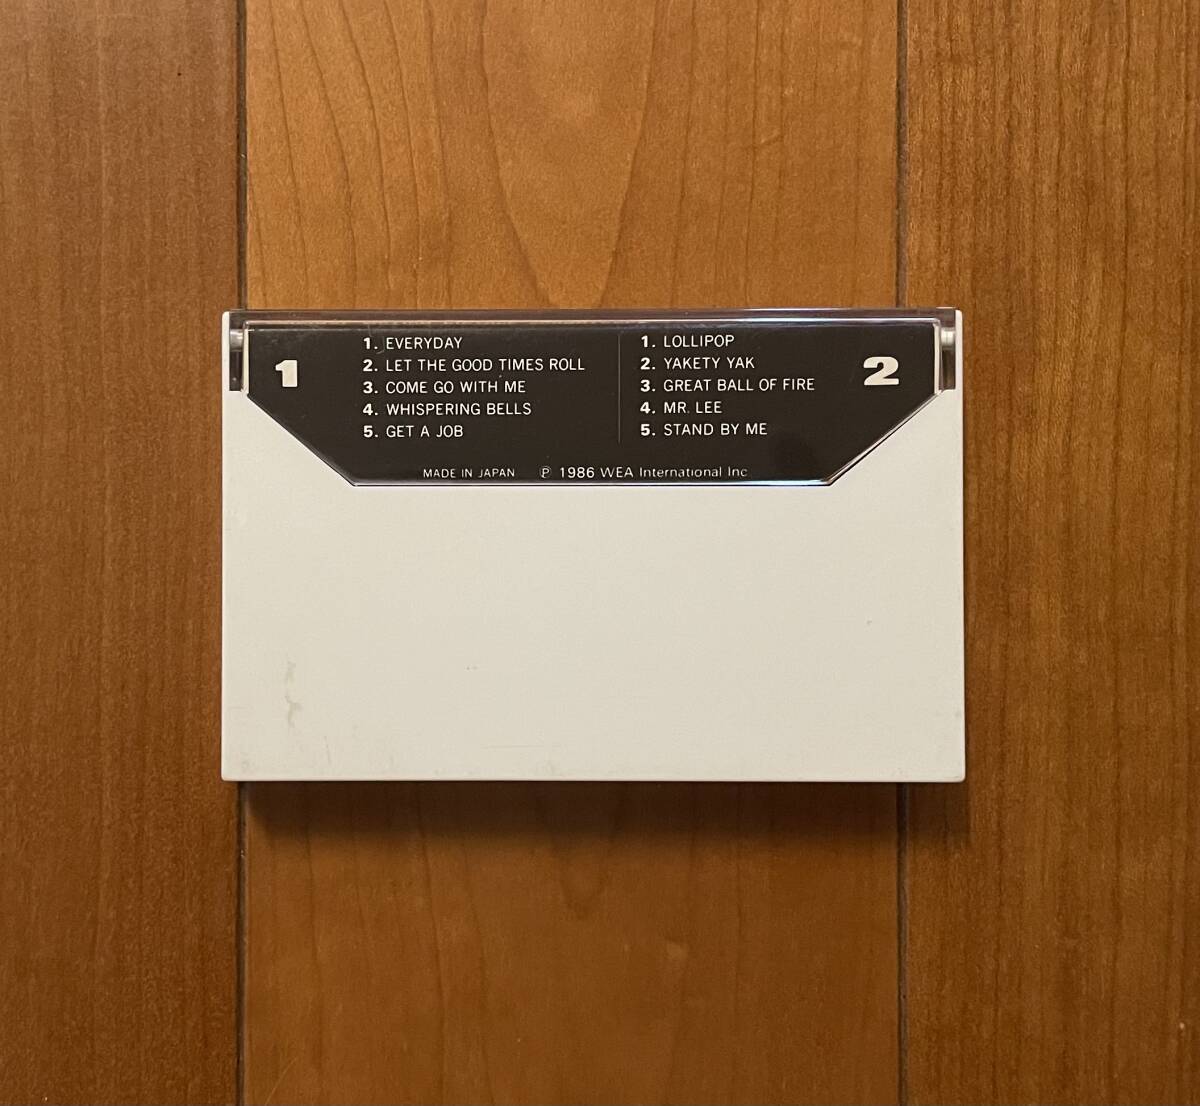 1
1. EVERYDAY
2. LET THE GOOD TIMES ROLL
3. COME GO WITH ME
4. WHISPERING BELLS
5. GET A JOB
1. LOLLIPOP
2. YAKETY YAK
3. GREAT BALL OF FIRE
4. MR. LEE
5. STAND BY ME
2
MADE IN JAPAN ℗ 1986 WEA International Inc